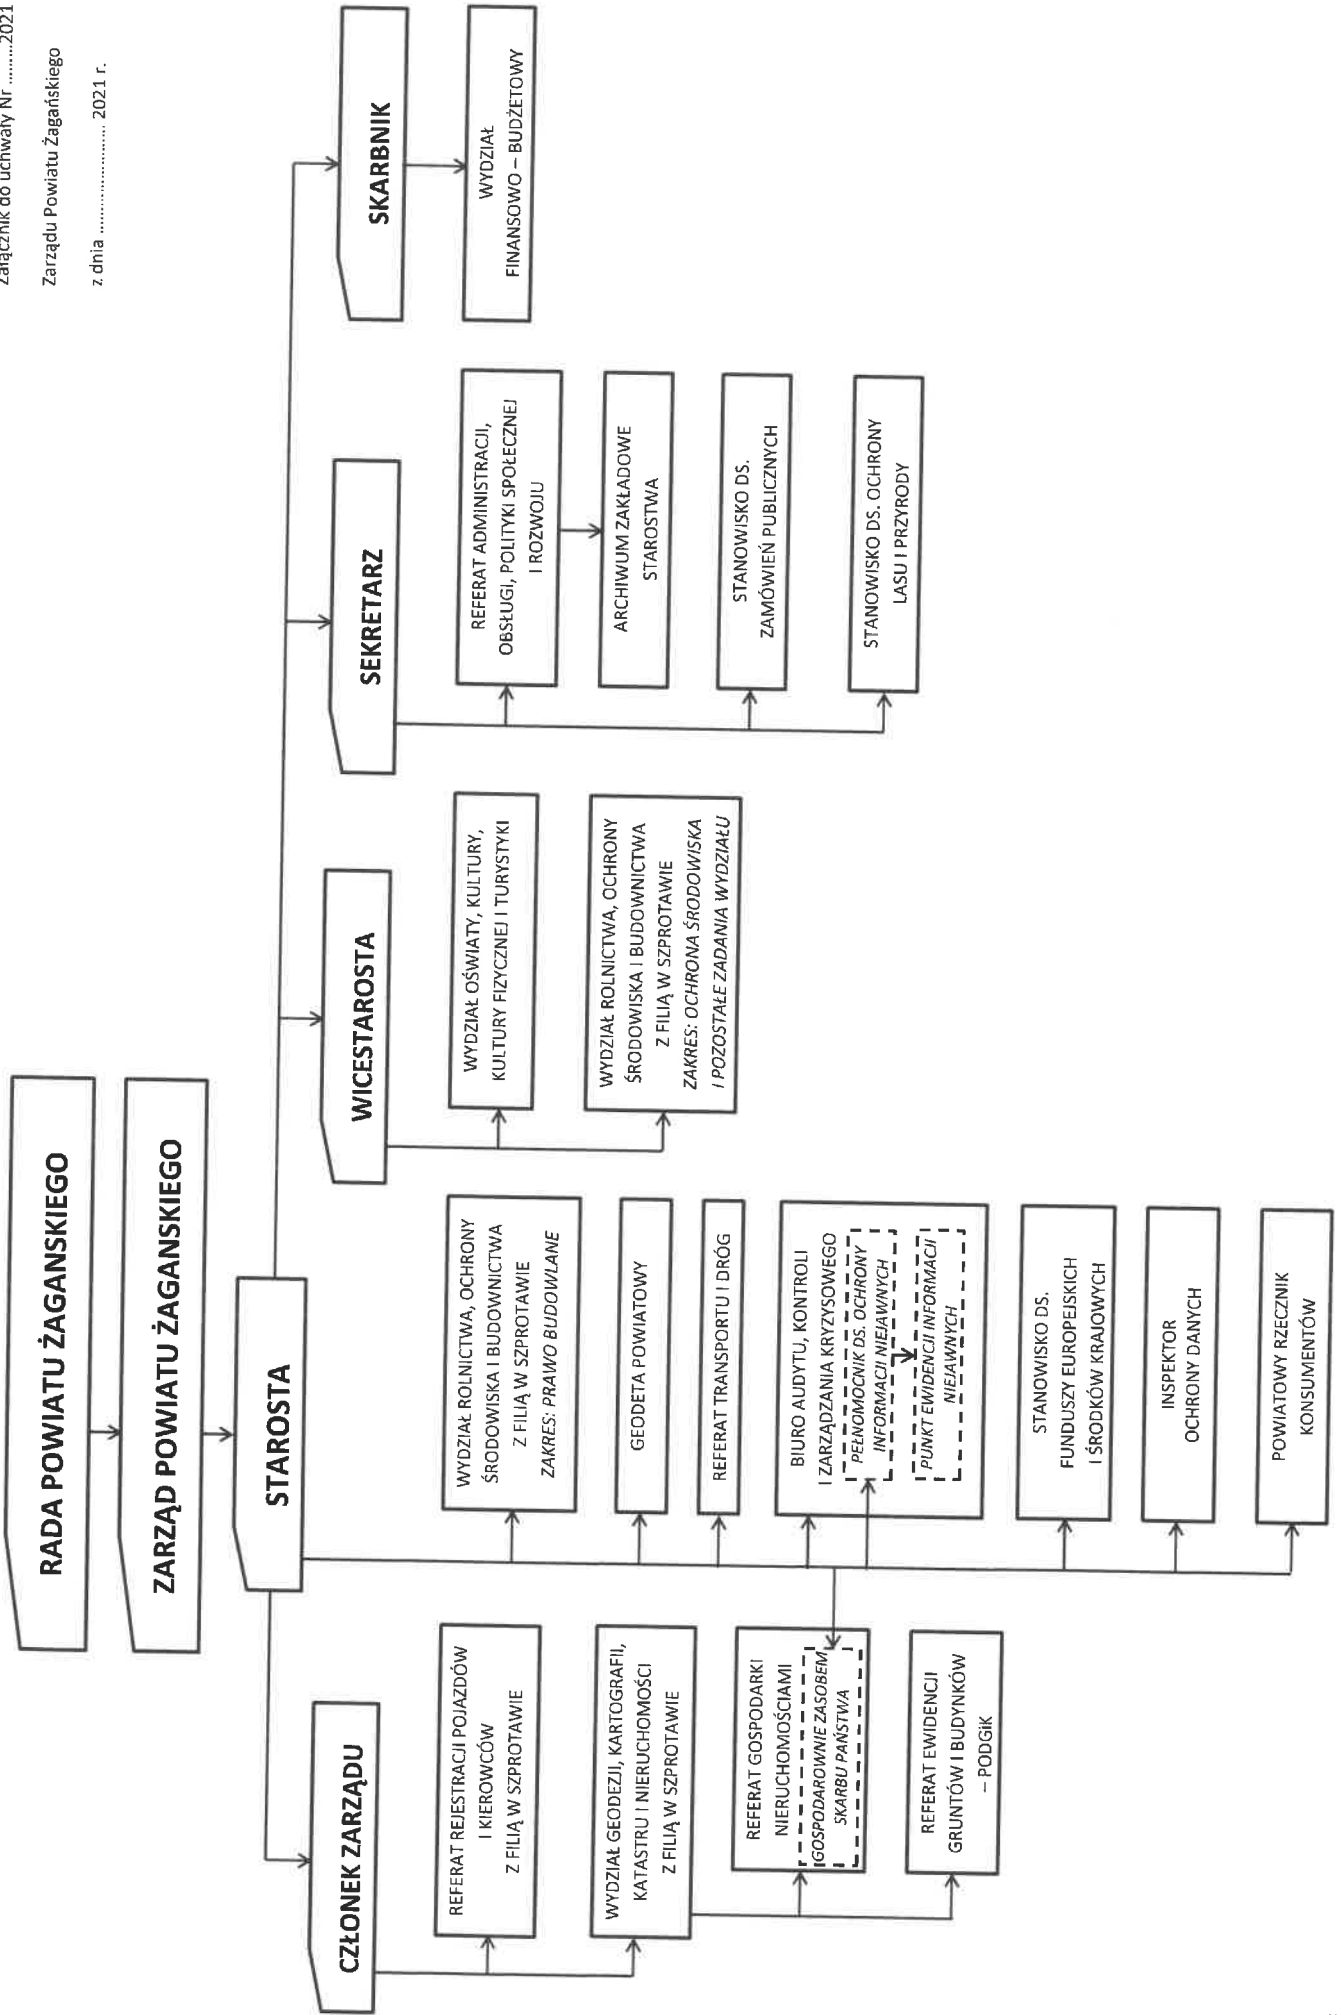 Załącznik do uchwały Nr .........2021
Zarządu Powiatu Żagańskiego
z dnia ........................ 2021 r.
RADA POWIATU ŻAGANSKIEGO
ZARZĄD POWIATU ŻAGANSKIEGO
STAROSTA
CZŁONEK ZARZĄDU
WICESTAROSTA
SEKRETARZ
SKARBNIK
REFERAT REJESTRACJI POJAZDÓW
I KIEROWCÓW
Z FILIĄ W SZPROTAWIE
WYDZIAŁ GEODEZJI, KARTOGRAFII,
KATASTRU I NIERUCHOMOŚCI
Z FILIĄ W SZPROTAWIE
REFERAT GOSPODARKI
NIERUCHOMOŚCIAMI
GOSPODAROWNIE ZASOBEM
SKARBU PAŃSTWA
REFERAT EWIDENCJI
GRUNTÓW I BUDYNKÓW
– PODGiK
WYDZIAŁ ROLNICTWA, OCHRONY
ŚRODOWISKA I BUDOWNICTWA
Z FILIĄ W SZPROTAWIE
ZAKRES: PRAWO BUDOWLANE
GEODETA POWIATOWY
REFERAT TRANSPORTU I DRÓG
BIURO AUDYTU, KONTROLI
I ZARZĄDZANIA KRYZYSOWEGO
PEŁNOMOCNIK DS. OCHRONY
INFORMACJI NIEJAWNYCH
PUNKT EWIDENCJI INFORMACJI
NIEJAWNYCH
STANOWISKO DS.
FUNDUSZY EUROPEJSKICH
I ŚRODKÓW KRAJOWYCH
INSPEKTOR
OCHRONY DANYCH
POWIATOWY RZECZNIK
KONSUMENTÓW
WYDZIAŁ OŚWIATY, KULTURY,
KULTURY FIZYCZNEJ I TURYSTYKI
WYDZIAŁ ROLNICTWA, OCHRONY
ŚRODOWISKA I BUDOWNICTWA
Z FILIĄ W SZPROTAWIE
ZAKRES: OCHRONA ŚRODOWISKA
I POZOSTAŁE ZADANIA WYDZIAŁU
REFERAT ADMINISTRACJI,
OBSŁUGI, POLITYKI SPOŁECZNEJ
I ROZWOJU
ARCHIWUM ZAKŁADOWE
STAROSTWA
STANOWISKO DS.
ZAMÓWIEŃ PUBLICZNYCH
STANOWISKO DS. OCHRONY
LASU I PRZYRODY
WYDZIAŁ
FINANSOWO – BUDŻETOWY